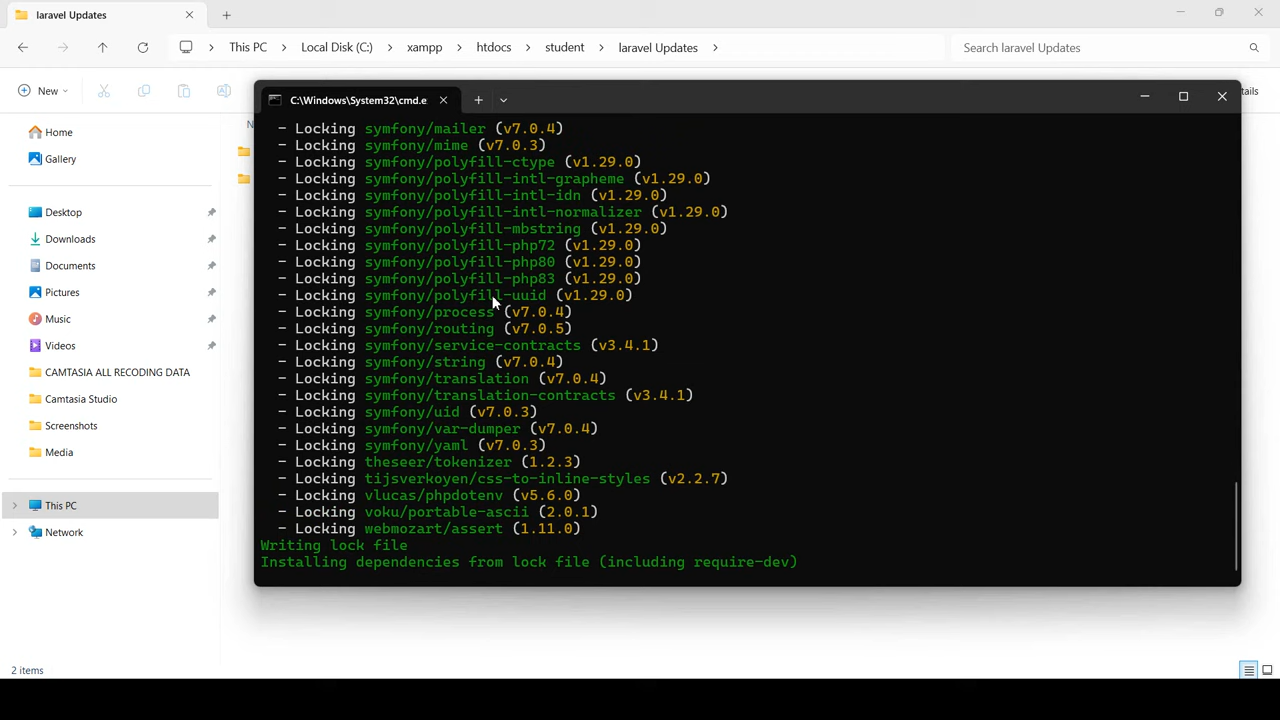 laravel Updates
This PC
Local Disk (C:)
xampp
htdocs
student
laravel Updates
Search laravel Updates
New
tails
N
C:\Windows\System32\cmd.e
Home
Gallery
Desktop
Downloads
Documents
Pictures
Music
Videos
CAMTASIA ALL RECODING DATA
Camtasia Studio
Screenshots
Media
This PC
Network
- Locking symfony/mailer (v7.0.4)
- Locking symfony/mime (v7.0.3)
- Locking symfony/polyfill-ctype (v1.29.0)
- Locking symfony/polyfill-intl-grapheme (v1.29.0)
- Locking symfony/polyfill-intl-idn (v1.29.0)
- Locking symfony/polyfill-intl-normalizer (v1.29.0)
- Locking symfony/polyfill-mbstring (v1.29.0)
- Locking symfony/polyfill-php72 (v1.29.0)
- Locking symfony/polyfill-php80 (v1.29.0)
- Locking symfony/polyfill-php83 (v1.29.0)
- Locking symfony/polyfill-uuid (v1.29.0)
- Locking symfony/process (v7.0.4)
- Locking symfony/routing (v7.0.5)
- Locking symfony/service-contracts (v3.4.1)
- Locking symfony/string (v7.0.4)
- Locking symfony/translation (v7.0.4)
- Locking symfony/translation-contracts (v3.4.1)
- Locking symfony/uid (v7.0.3)
- Locking symfony/var-dumper (v7.0.4)
- Locking symfony/yaml (v7.0.3)
- Locking theseer/tokenizer (1.2.3)
- Locking tijsverkoyen/css-to-inline-styles (v2.2.7)
- Locking vlucas/phpdotenv (v5.6.0)
- Locking voku/portable-ascii (2.0.1)
- Locking webmozart/assert (1.11.0)
Writing lock file
Installing dependencies from lock file (including require-dev)
2 items